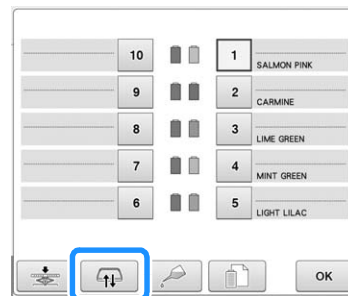 10 1 SALMON PINK
9 2 CARMINE
8 3 LIME GREEN
7 4 MINT GREEN
6 5 LIGHT LILAC
OK